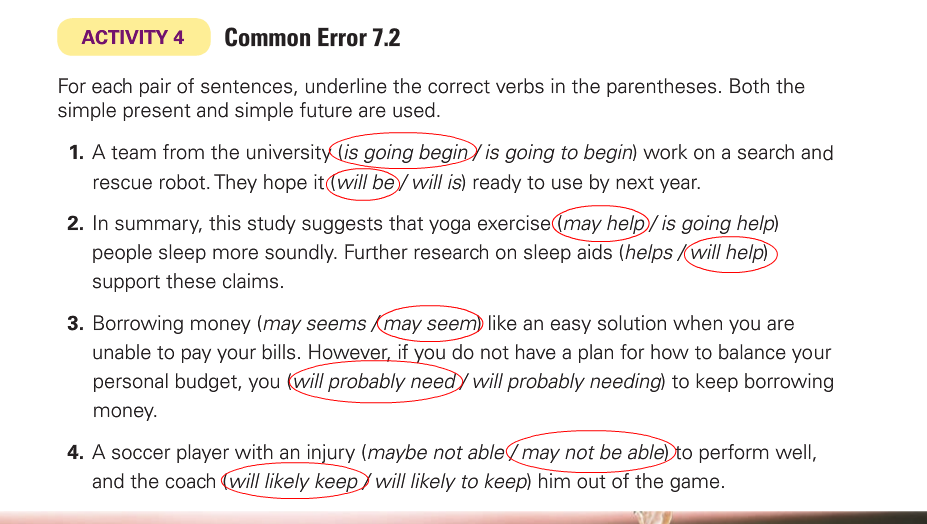 ACTIVITY 4 Common Error 7.2
For each pair of sentences, underline the correct verbs in the parentheses. Both the
simple present and simple future are used.
1. A team from the university (is going begin / is going to begin) work on a search and
rescue robot. They hope it (will be / will is) ready to use by next year.
2. In summary, this study suggests that yoga exercise (may help / is going help)
people sleep more soundly. Further research on sleep aids (helps / will help)
support these claims.
3. Borrowing money (may seems / may seem) like an easy solution when you are
unable to pay your bills. However, if you do not have a plan for how to balance your
personal budget, you (will probably need / will probably needing) to keep borrowing
money.
4. A soccer player with an injury (maybe not able / may not be able) to perform well,
and the coach (will likely keep / will likely to keep) him out of the game.